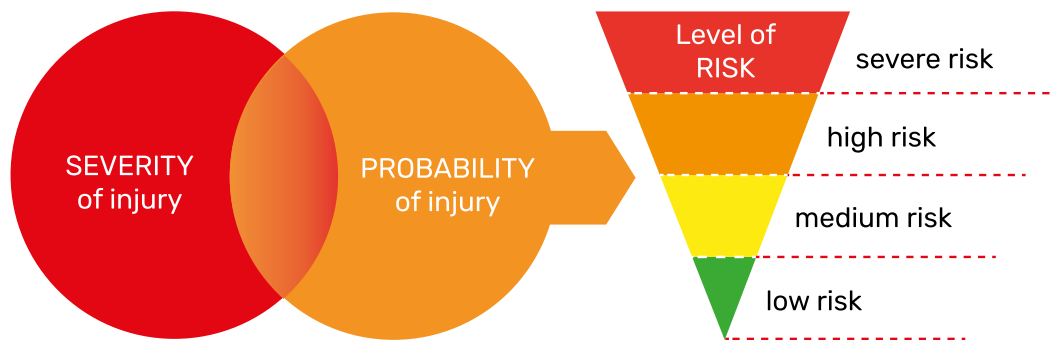 SEVERITY
of injury
PROBABILITY
of injury
Level of
RISK
severe risk
high risk
medium risk
low risk